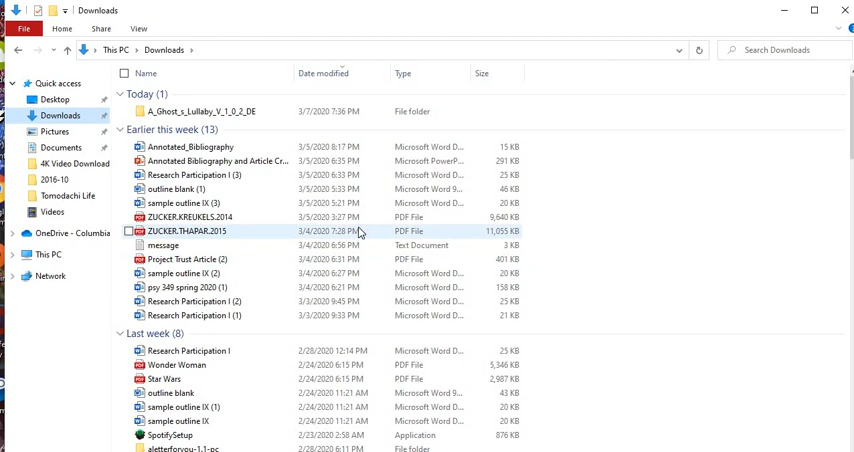 Downloads
File Home Share View
This PC Downloads
Search Downloads
Name Date modified Type Size
Quick access
Desktop
Downloads
Pictures
Documents
4K Video Download
2016-10
Tomodachi Life
Videos
OneDrive - Columbia
This PC
Network
Today (1)
A_Ghost_s_Lullaby_V_1_0_2_DE 3/7/2020 7:36 PM File folder
Earlier this week (13)
Annotated_Bibliography 3/5/2020 8:17 PM Microsoft Word D... 15 KB
Annotated Bibliography and Article Cr... 3/5/2020 6:35 PM Microsoft PowerP... 291 KB
Research Participation I (3) 3/5/2020 6:33 PM Microsoft Word D... 25 KB
outline blank (1) 3/5/2020 5:33 PM Microsoft Word 9... 46 KB
sample outline IX (3) 3/5/2020 5:21 PM Microsoft Word D... 20 KB
ZUCKER.KREUKELS.2014 3/5/2020 3:27 PM PDF File 9,640 KB
ZUCKER.THAPAR.2015 3/4/2020 7:28 PM PDF File 11,055 KB
message 3/4/2020 6:56 PM Text Document 3 KB
Project Trust Article (2) 3/4/2020 6:31 PM PDF File 401 KB
sample outline IX (2) 3/4/2020 6:27 PM Microsoft Word D... 20 KB
psy 349 spring 2020 (1) 3/4/2020 6:21 PM Microsoft Word D... 158 KB
Research Participation I (2) 3/3/2020 9:45 PM Microsoft Word D... 25 KB
Research Participation I (1) 3/3/2020 9:33 PM Microsoft Word D... 21 KB
Last week (8)
Research Participation I 2/28/2020 12:14 PM Microsoft Word D... 25 KB
Wonder Woman 2/24/2020 6:15 PM PDF File 5,346 KB
Star Wars 2/24/2020 6:15 PM PDF File 2,987 KB
outline blank 2/24/2020 11:21 AM Microsoft Word 9... 43 KB
sample outline IX (1) 2/24/2020 11:21 AM Microsoft Word D... 20 KB
sample outline IX 2/24/2020 11:21 AM Microsoft Word D... 20 KB
SpotifySetup 2/23/2020 2:58 AM Application 876 KB
aletterforyou-1.1-pc 2/28/2020 6:11 PM File folder